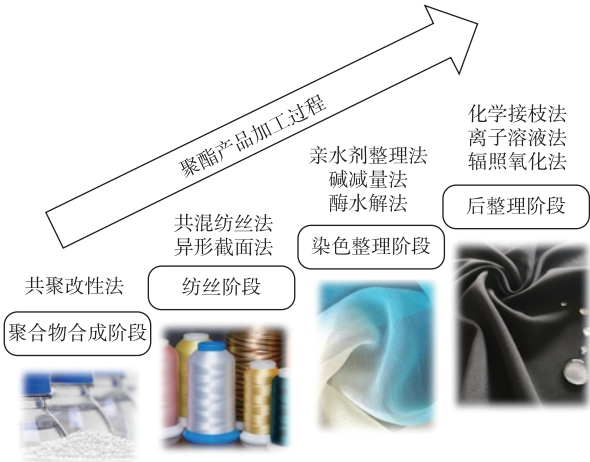 聚酯产品加工过程
共聚改性法
聚合物合成阶段
共混纺丝法
异形截面法
纺丝阶段
亲水剂整理法
碱减量法
酶水解法
染色整理阶段
化学接枝法
离子溶液法
辐照氧化法
后整理阶段